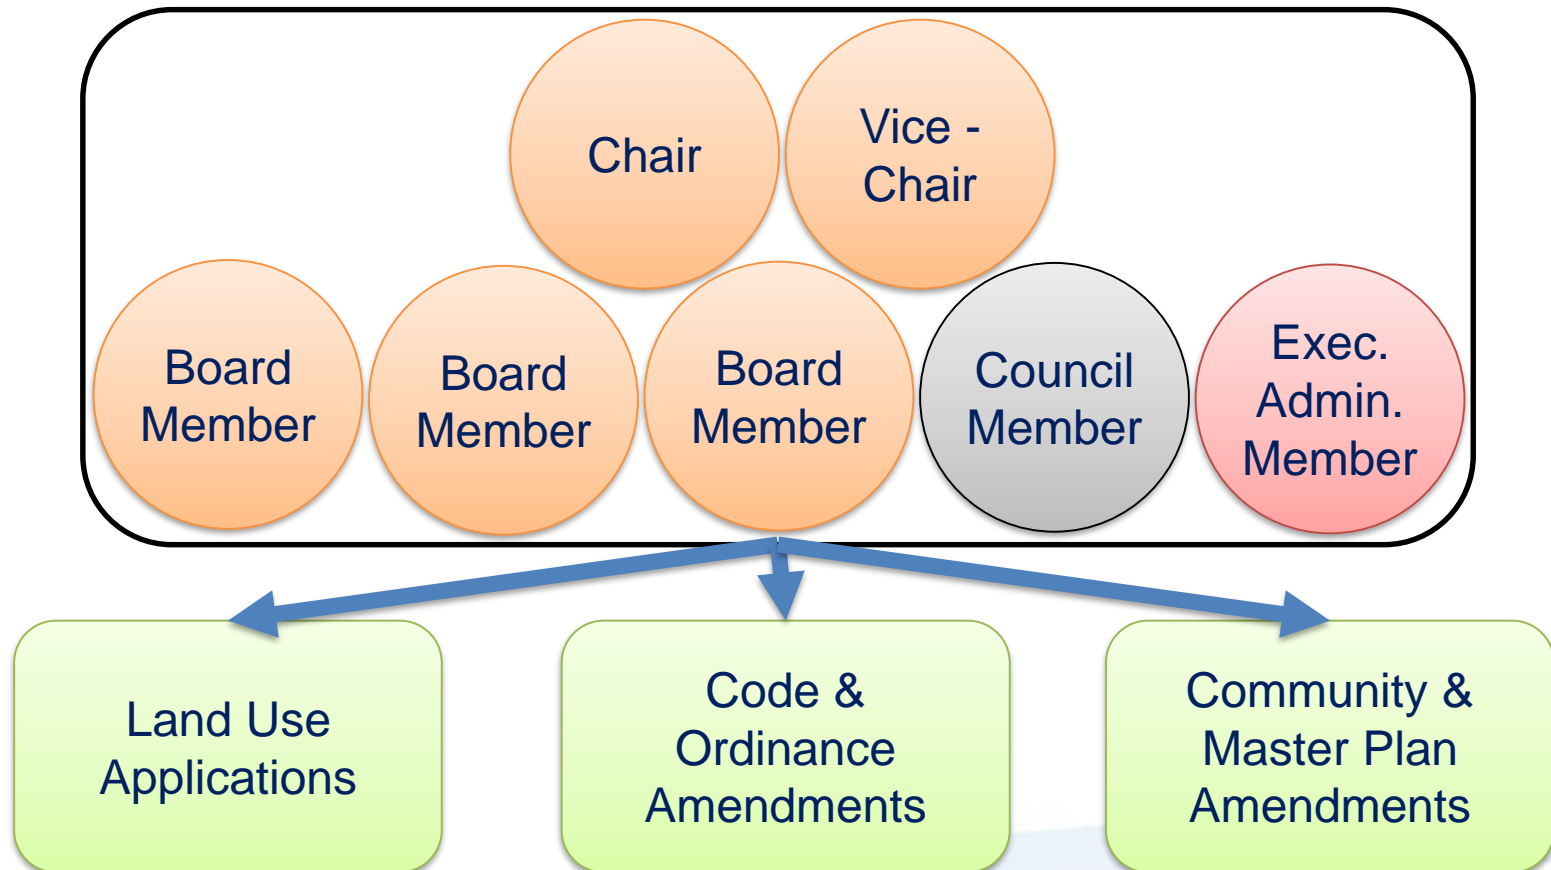 Chair
Vice -
Chair
Board
Member
Board
Member
Board
Member
Council
Member
Exec.
Admin.
Member
Land Use
Applications
Code &
Ordinance
Amendments
Community &
Master Plan
Amendments